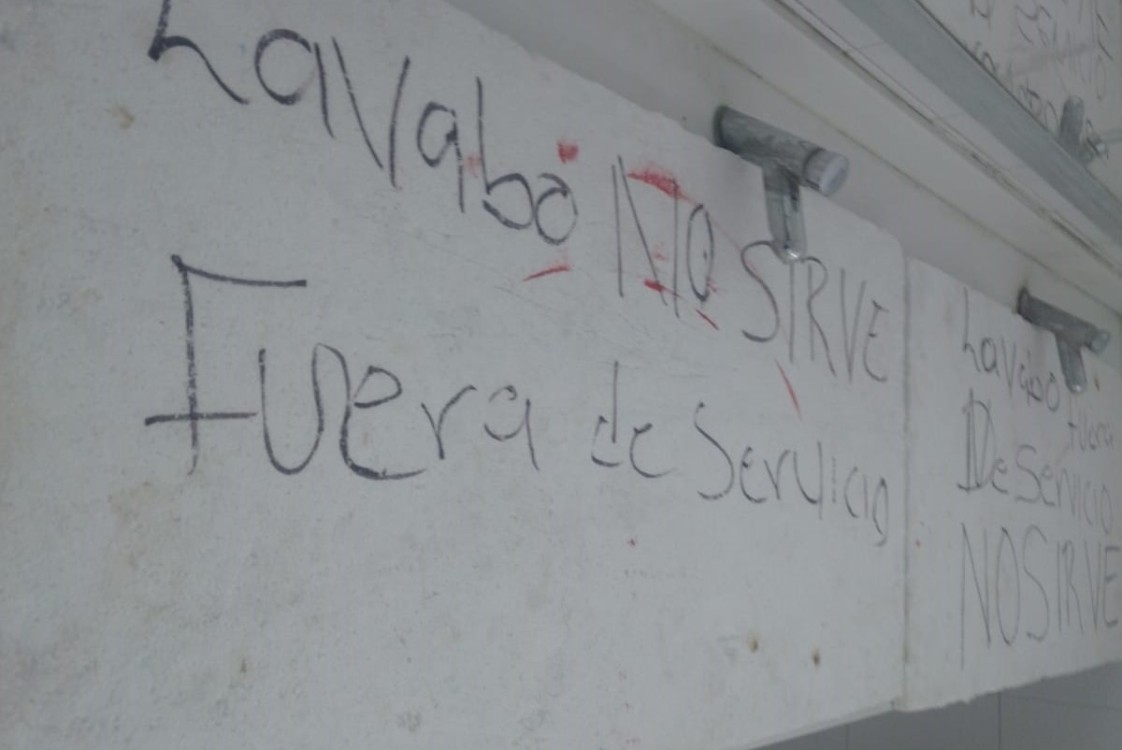 Lavabo NO SIRVE
Fuera de Servicio
Lavabo fuera
De Servicio
NO SIRVE